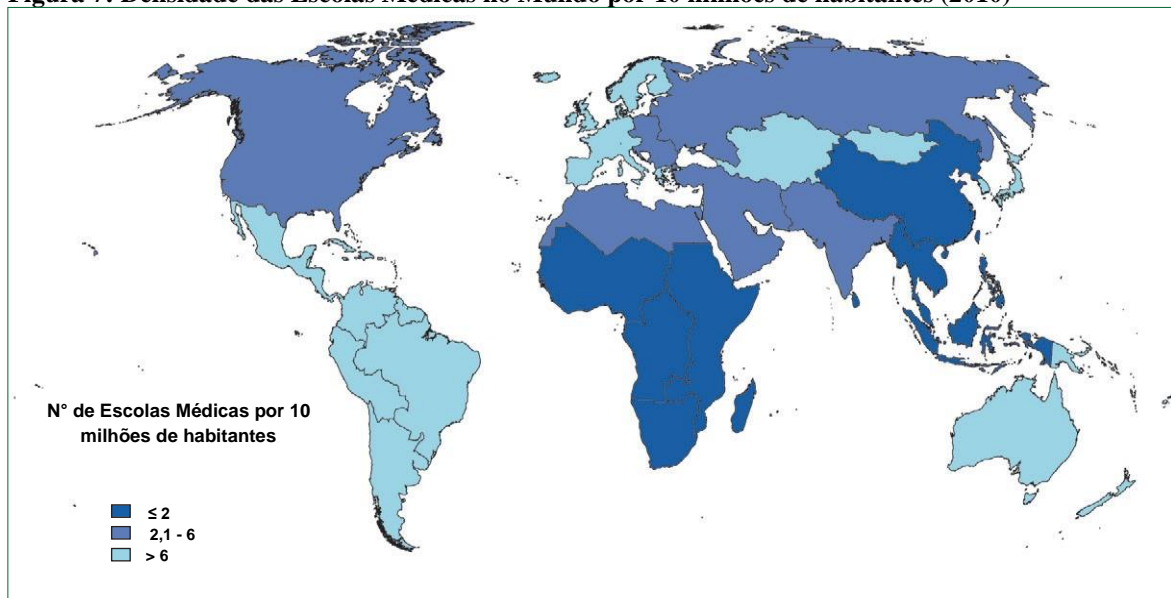 Figura 7: Densidade das Escolas Médicas no Mundo por 10 milhões de habitantes (2010)
N° de Escolas Médicas por 10
milhões de habitantes
≤ 2
2,1 - 6
> 6